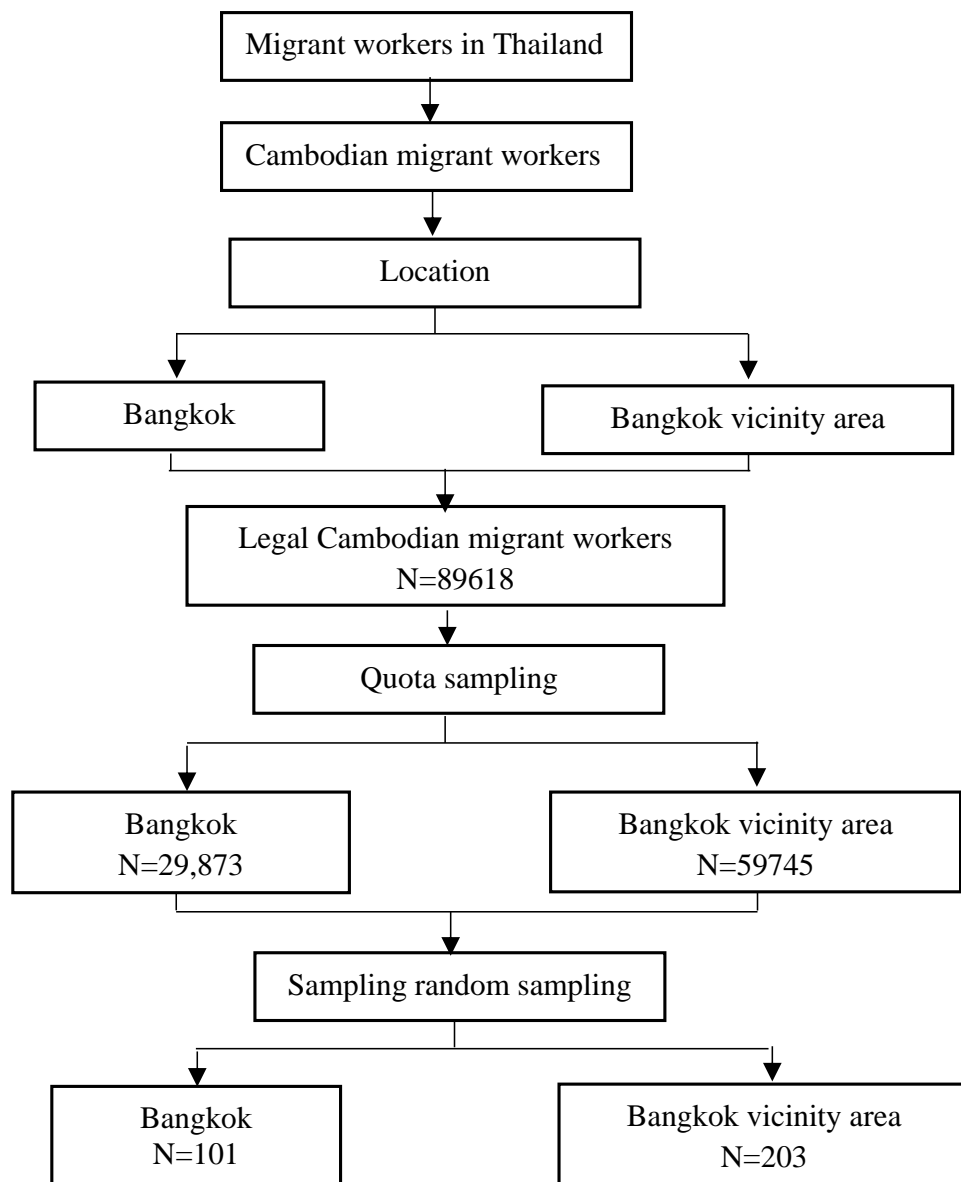 Migrant workers in Thailand
Cambodian migrant workers
Location
Bangkok
Bangkok vicinity area
Legal Cambodian migrant workers
N=89618
Quota sampling
Bangkok
N=29,873
Bangkok vicinity area
N=59745
Sampling random sampling
Bangkok
N=101
Bangkok vicinity area
N=203